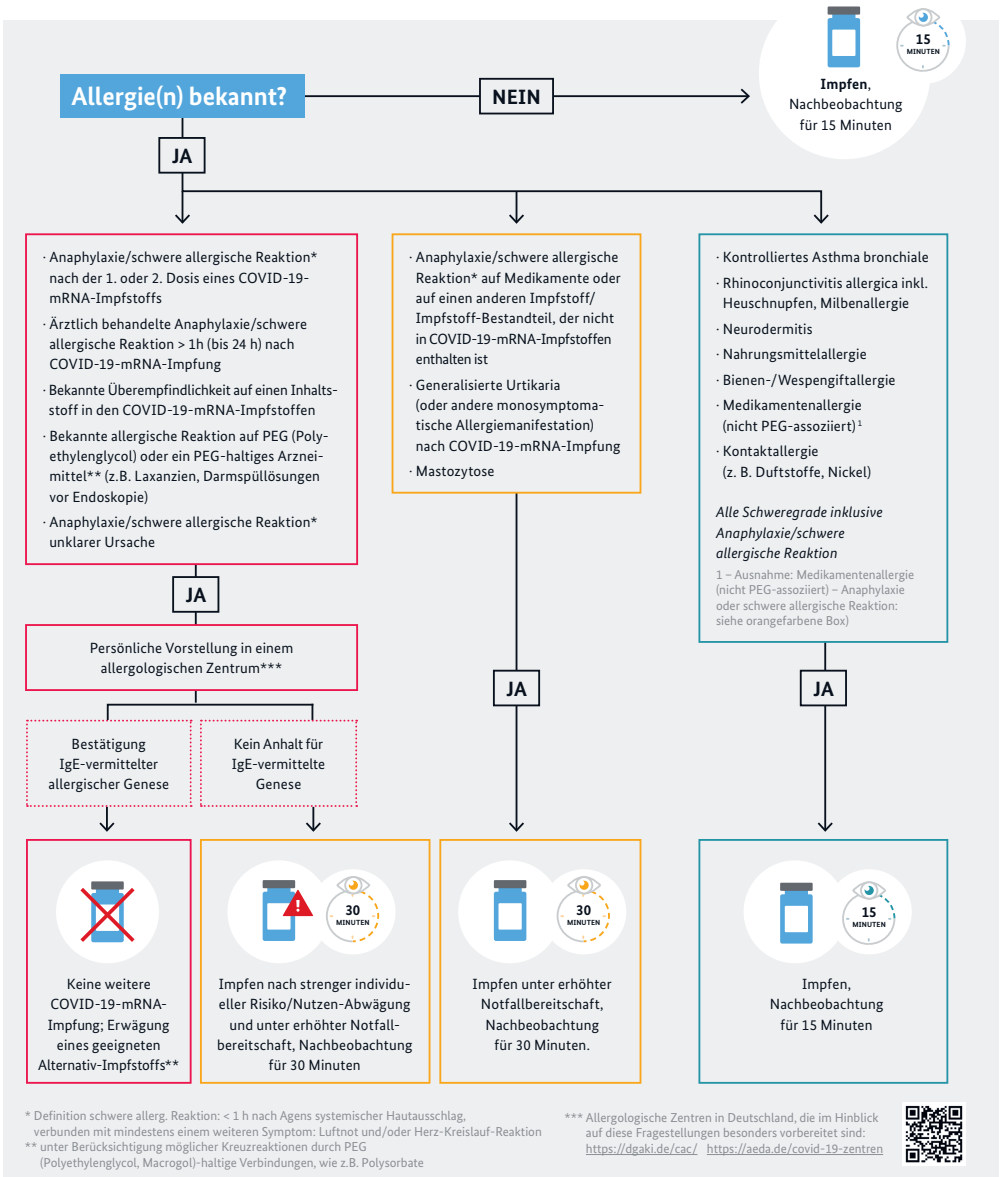 15
MINUTEN
Impfen,
Nachbeobachtung
für 15 Minuten
Allergie(n) bekannt?
NEIN
JA
· Anaphylaxie/schwere allergische Reaktion*
nach der 1. oder 2. Dosis eines COVID-19-
mRNA-Impfstoffs
· Ärztlich behandelte Anaphylaxie/schwere
allergische Reaktion > 1h (bis 24 h) nach
COVID-19-mRNA-Impfung
· Bekannte Überempfindlichkeit auf einen Inhalts-
stoff in den COVID-19-mRNA-Impfstoffen
· Bekannte allergische Reaktion auf PEG (Poly-
ethylenglycol) oder ein PEG-haltiges Arznei-
mittel** (z.B. Laxanzien, Darmspüllösungen
vor Endoskopie)
· Anaphylaxie/schwere allergische Reaktion*
unklarer Ursache
· Anaphylaxie/schwere allergische
Reaktion* auf Medikamente oder
auf einen anderen Impfstoff/
Impfstoff-Bestandteil, der nicht
in COVID-19-mRNA-Impfstoffen
enthalten ist
· Generalisierte Urtikaria
(oder andere monosymptoma-
tische Allergiemanifestation)
nach COVID-19-mRNA-Impfung
· Mastozytose
· Kontrolliertes Asthma bronchiale
· Rhinoconjunctivitis allergica inkl.
Heuschnupfen, Milbenallergie
· Neurodermitis
· Nahrungsmittelallergie
· Bienen-/Wespengiftallergie
· Medikamentenallergie
(nicht PEG-assoziiert)¹
· Kontaktallergie
(z. B. Duftstoffe, Nickel)
Alle Schweregrade inklusive
Anaphylaxie/schwere
allergische Reaktion
1 – Ausnahme: Medikamentenallergie
(nicht PEG-assoziiert) – Anaphylaxie
oder schwere allergische Reaktion:
siehe orangefarbene Box)
JA
Persönliche Vorstellung in einem
allergologischen Zentrum***
JA
JA
Bestätigung
IgE-vermittelter
allergischer Genese
Kein Anhalt für
IgE-vermittelte
Genese
Keine weitere
COVID-19-mRNA-
Impfung; Erwägung
eines geeigneten
Alternativ-Impfstoffs**
!
30
MINUTEN
Impfen nach strenger individu-
eller Risiko/Nutzen-Abwägung
und unter erhöhter Notfall-
bereitschaft, Nachbeobachtung
für 30 Minuten
30
MINUTEN
Impfen unter erhöhter
Notfallbereitschaft,
Nachbeobachtung
für 30 Minuten.
15
MINUTEN
Impfen,
Nachbeobachtung
für 15 Minuten
* Definition schwere allerg. Reaktion: < 1 h nach Agens systemischer Hautausschlag,
verbunden mit mindestens einem weiteren Symptom: Luftnot und/oder Herz-Kreislauf-Reaktion
** unter Berücksichtigung möglicher Kreuzreaktionen durch PEG
(Polyethylenglycol, Macrogol)-haltige Verbindungen, wie z.B. Polysorbate
*** Allergologische Zentren in Deutschland, die im Hinblick
auf diese Fragestellungen besonders vorbereitet sind:
https://dgaki.de/cac/ https://aeda.de/covid-19-zentren